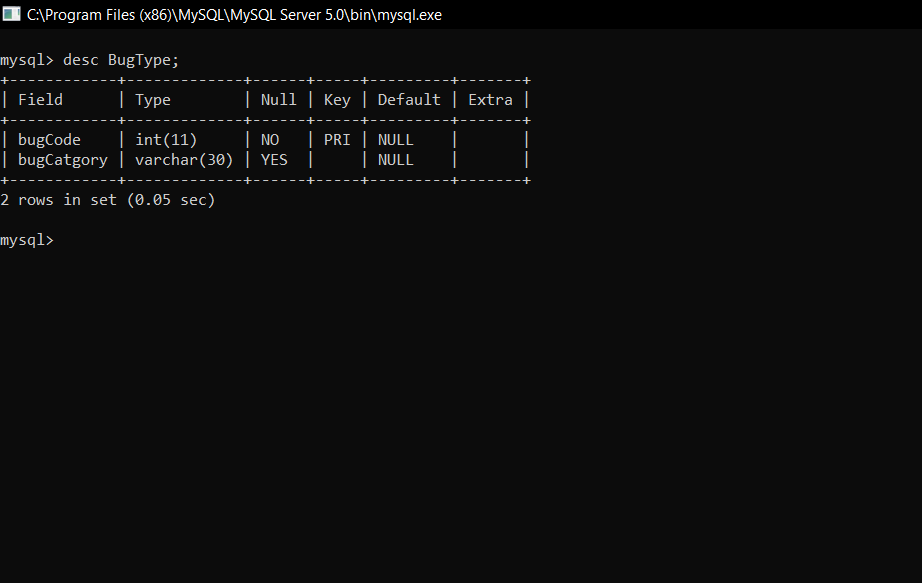 C:\Program Files (x86)\MySQL\MySQL Server 5.0\bin\mysql.exe
mysql> desc BugType;
+------------+-------------+------+-----+---------+-------+
| Field      | Type        | Null | Key | Default | Extra |
+------------+-------------+------+-----+---------+-------+
| bugCode    | int(11)     | NO   | PRI | NULL    |       |
| bugCatgory | varchar(30) | YES  |     | NULL    |       |
+------------+-------------+------+-----+---------+-------+
2 rows in set (0.05 sec)
mysql>